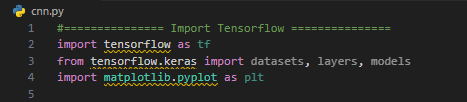 cnn.py
1 #=============== Import Tensorflow ===============
2 import tensorflow as tf
3 from tensorflow.keras import datasets, layers, models
4 import matplotlib.pyplot as plt